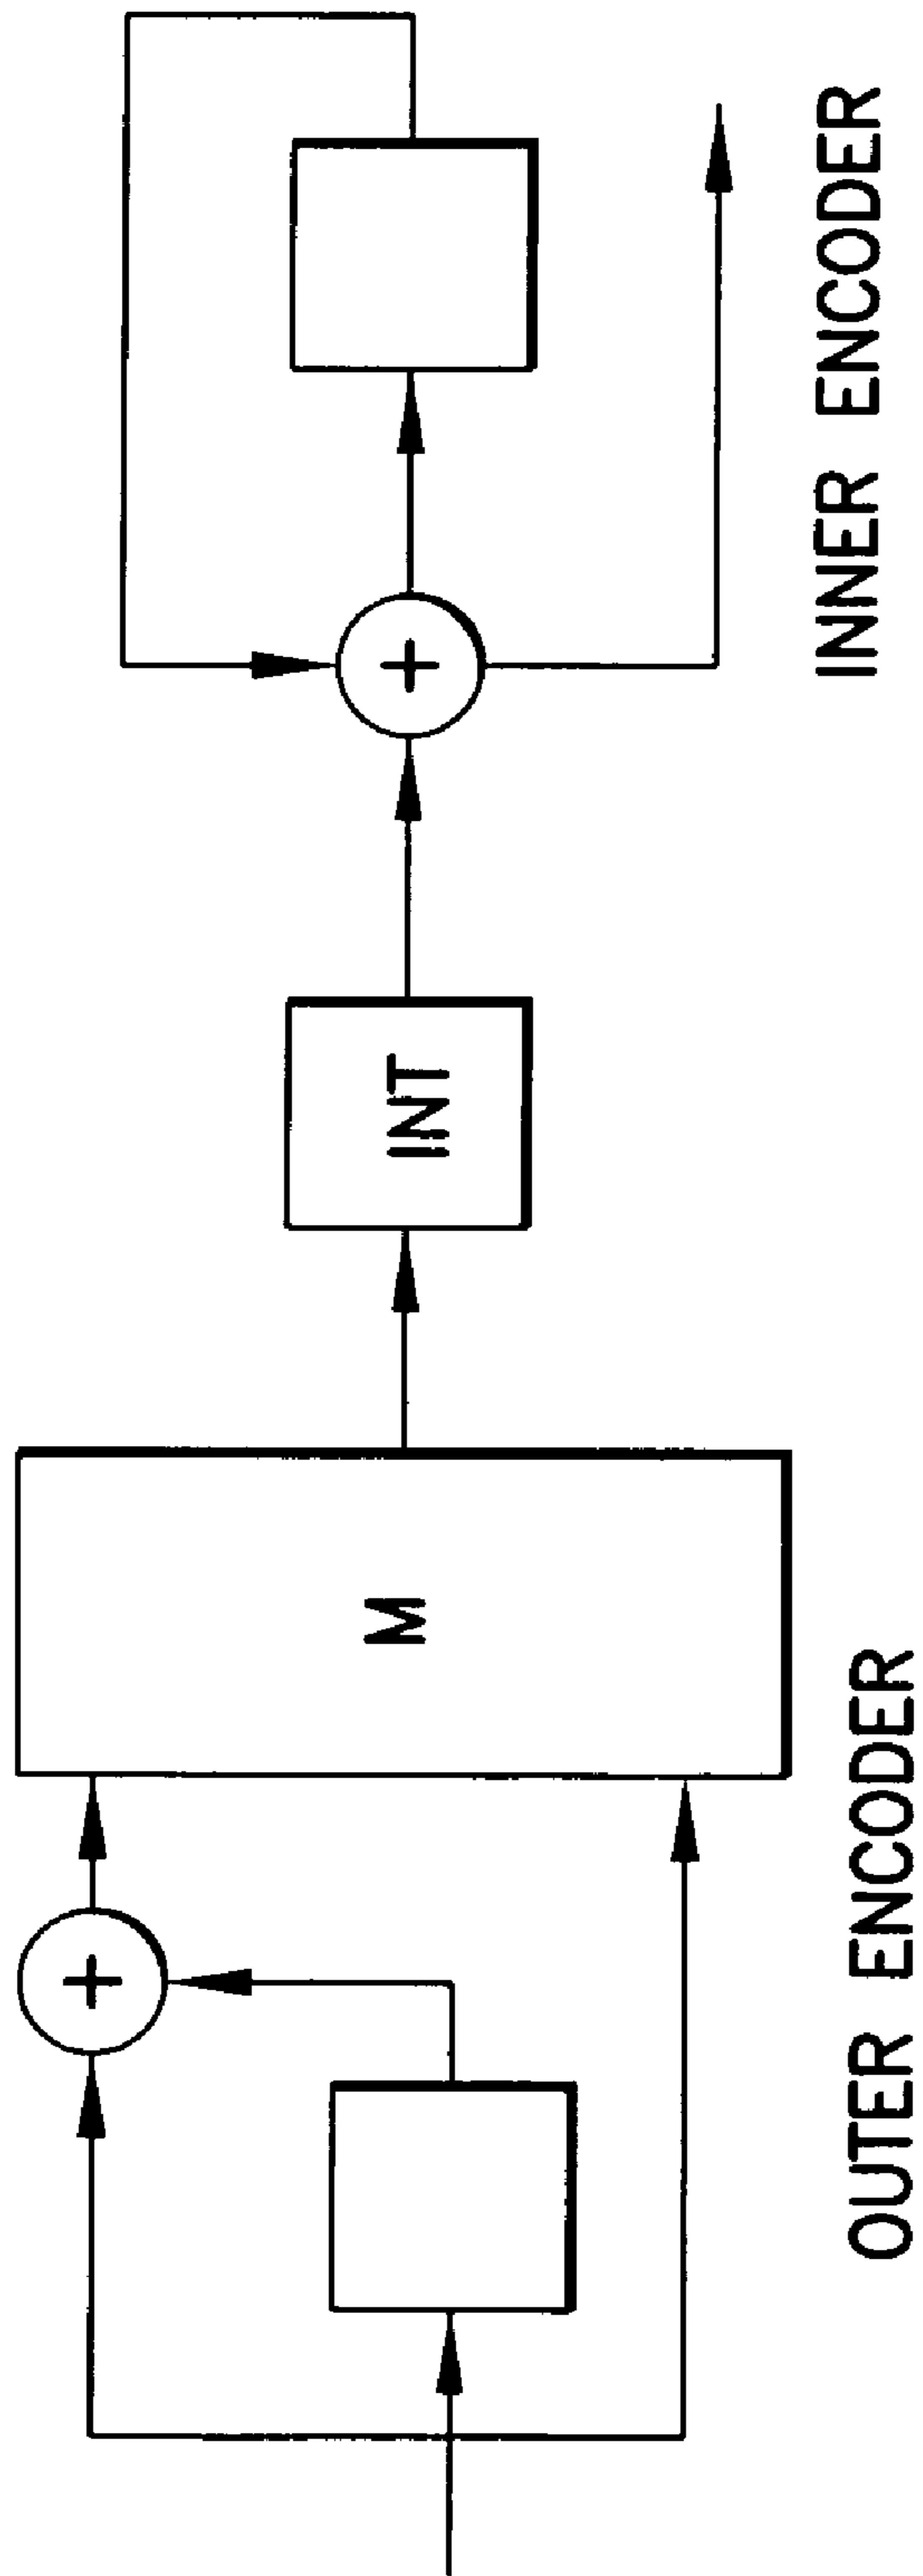 +
M
INT
+
OUTER ENCODER
INNER ENCODER